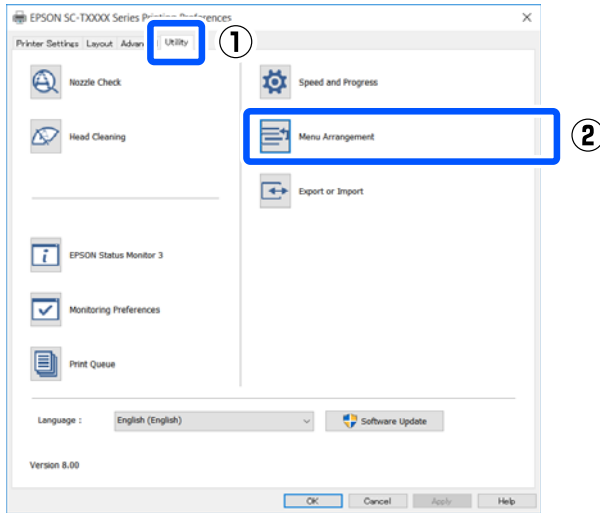 EPSON SC-TXXXX Series Printing Preferences
Printer Settings Layout Advan Utility
①
Nozzle Check
Speed and Progress
Head Cleaning
Menu Arrangement
②
Export or Import
EPSON Status Monitor 3
Monitoring Preferences
Print Queue
Language : English (English) Software Update
Version 8.00
OK Cancel Apply Help